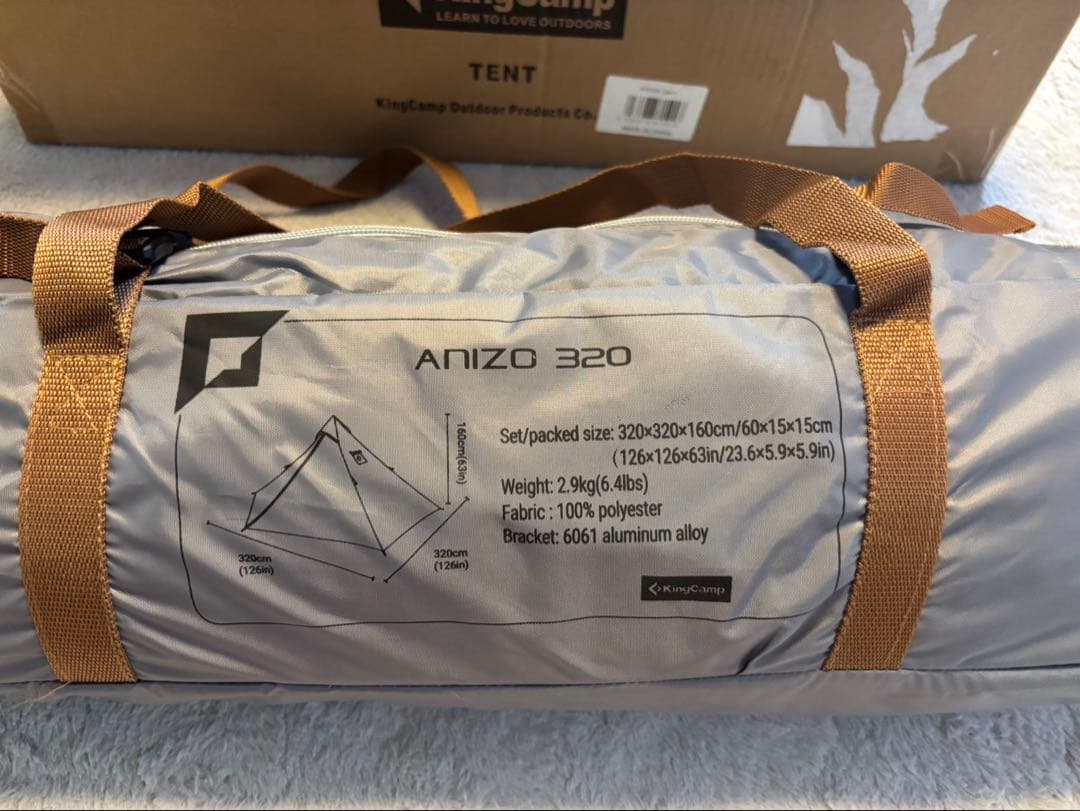 KingCamp
LEARN TO LOVE OUTDOORS
TENT
KingCamp Outdoor Products Co.
ANIZO 320
160cm(63in)
320cm
(126in)
320cm
(126in)
Set/packed size: 320×320×160cm/60×15×15cm
(126×126×63in/23.6×5.9×5.9in)
Weight: 2.9kg(6.4lbs)
Fabric : 100% polyester
Bracket: 6061 aluminum alloy
KingCamp